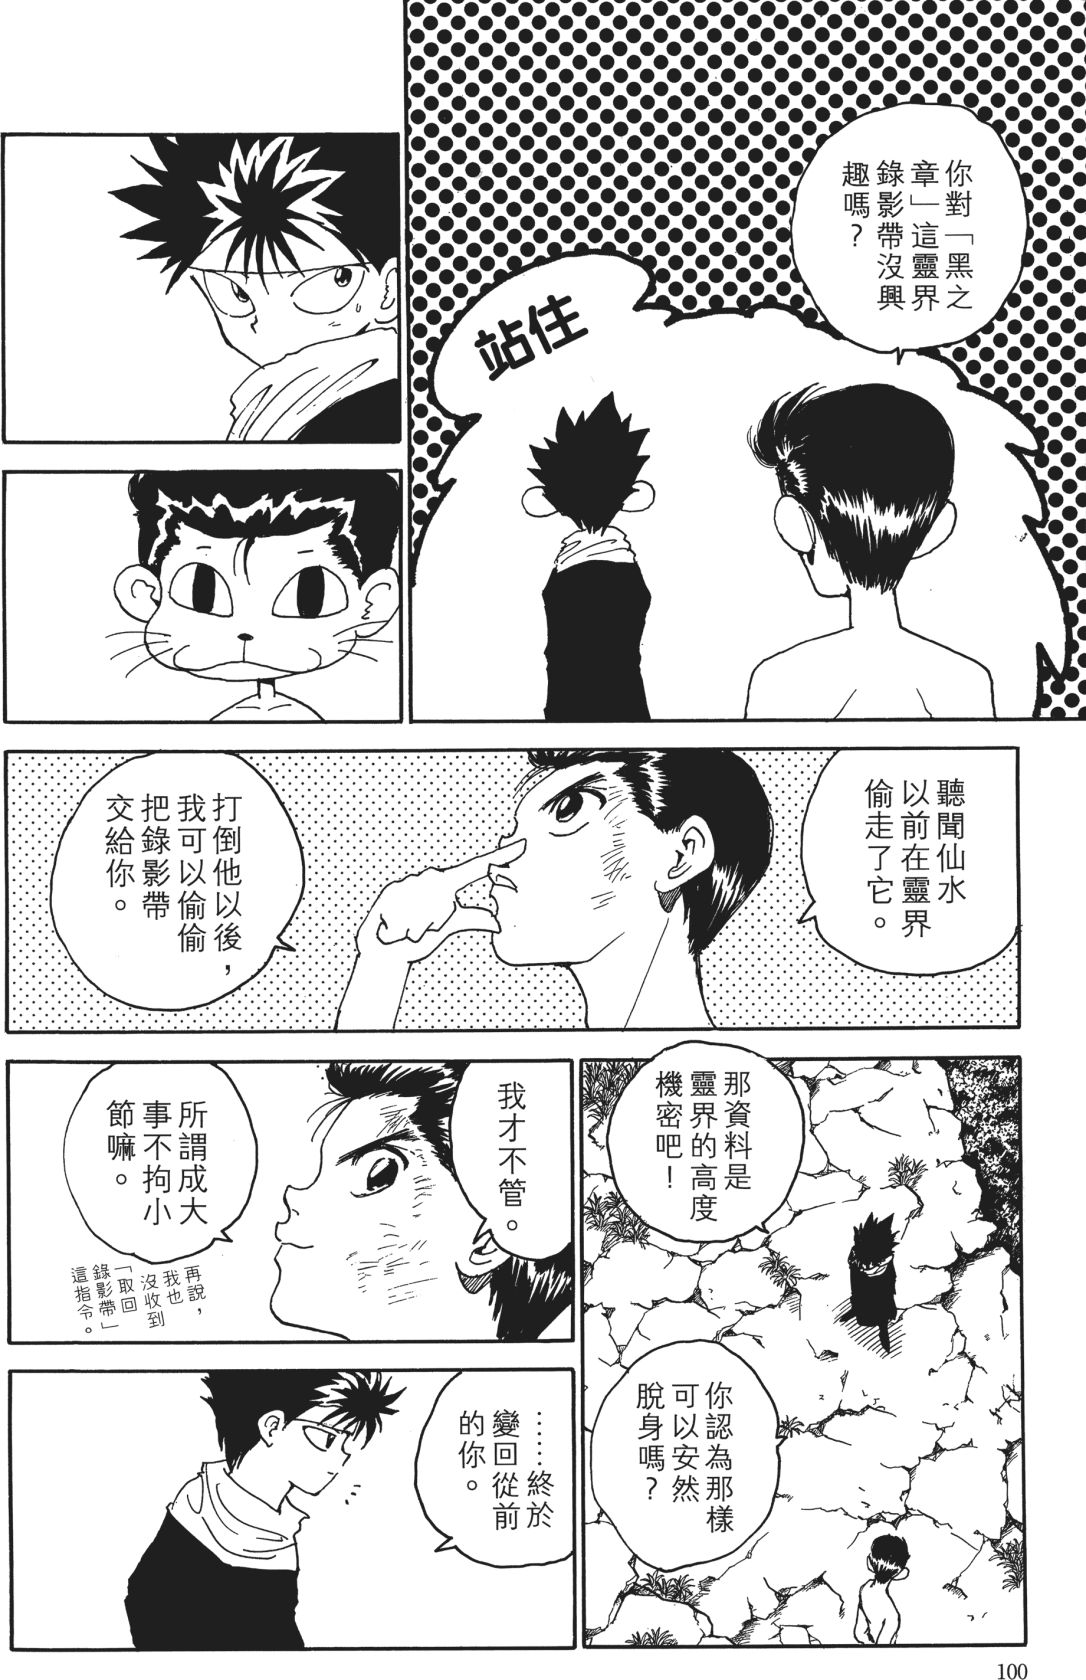 你對「黑之
章」這靈界
錄影帶沒興
趣嗎？
站住
聽聞仙水
以前在靈界
偷走了它。
打倒他以後，
我可以偷偷
把錄影帶
交給你。
那資料是
靈界的高度
機密吧！
你認為那樣
可以安然
脫身嗎？
我才不管。
所謂成大
事不拘小
節嘛。
再說，
我也
沒收到
「取回
錄影帶」
這指令。
……終於
變回從前
的你。
100